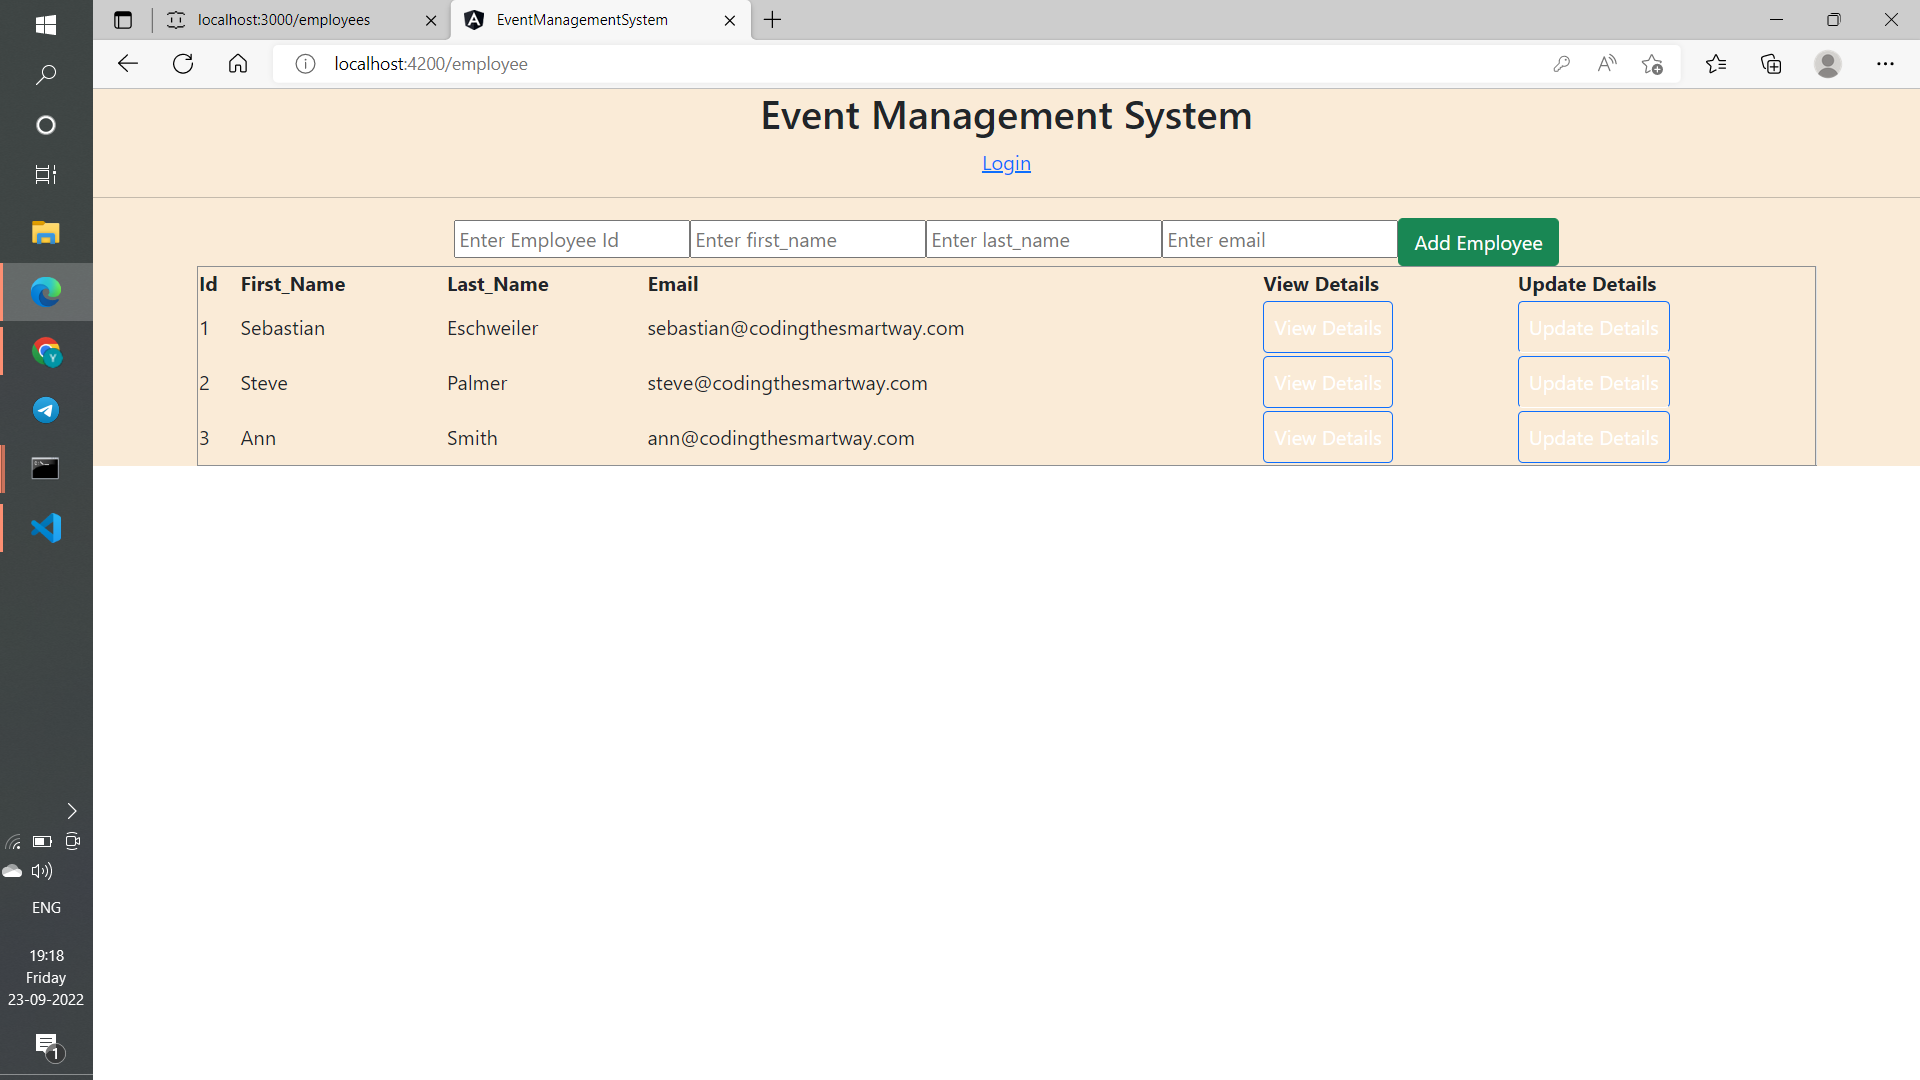 localhost:3000/employees
EventManagementSystem
localhost:4200/employee
Event Management System
Login
Enter Employee Id Enter first_name Enter last_name Enter email Add Employee
Id First_Name Last_Name Email View Details Update Details
1 Sebastian Eschweiler sebastian@codingthesmartway.com View Details Update Details
2 Steve Palmer steve@codingthesmartway.com View Details Update Details
3 Ann Smith ann@codingthesmartway.com View Details Update Details
Y
ENG
19:18
Friday
23-09-2022
1